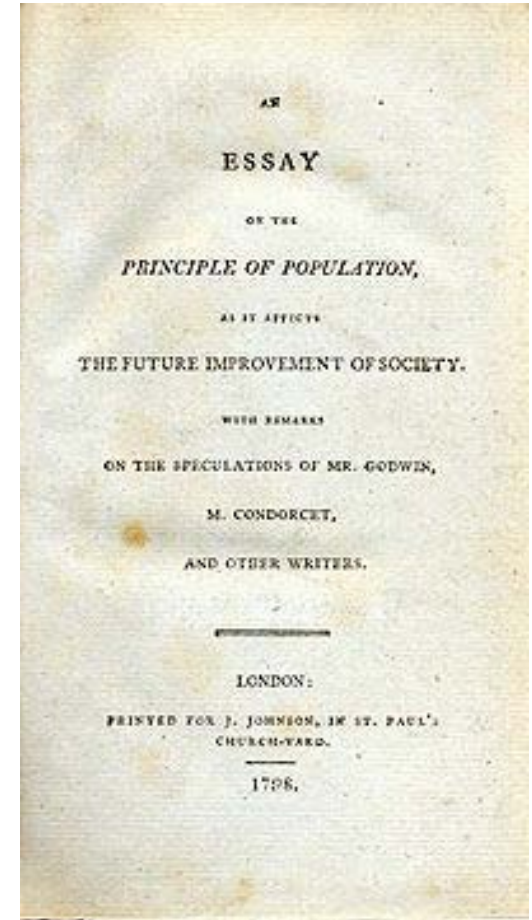 AN
ESSAY
ON THE
PRINCIPLE OF POPULATION,
AS IT AFFECTS
THE FUTURE IMPROVEMENT OF SOCIETY.
WITH REMARKS
ON THE SPECULATIONS OF MR. GODWIN,
M. CONDORCET,
AND OTHER WRITERS.
LONDON:
PRINTED FOR J. JOHNSON, IN ST. PAUL'S
CHURCH-YARD.
1798.